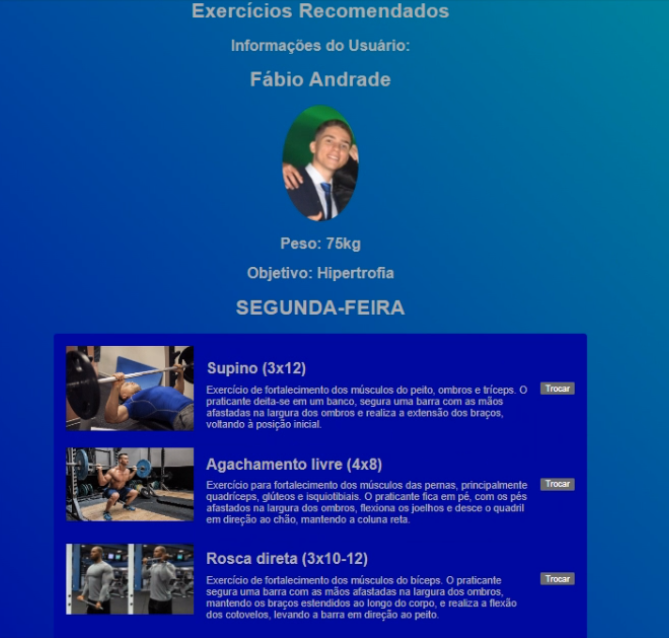 Exercícios Recomendados
Informações do Usuário:
Fábio Andrade
Peso: 75kg
Objetivo: Hipertrofia
SEGUNDA-FEIRA
Supino (3x12)
Exercício de fortalecimento dos músculos do peito, ombros e tríceps. O
praticante deita-se em um banco, segura uma barra com as mãos
afastadas na largura dos ombros e realiza a extensão dos braços,
voltando à posição inicial.
Trocar
Agachamento livre (4x8)
Exercício para fortalecimento dos músculos das pernas, principalmente
quadríceps, glúteos e isquiotibiais. O praticante fica em pé, com os pés
afastados na largura dos ombros, flexiona os joelhos e desce o quadril
em direção ao chão, mantendo a coluna reta.
Trocar
Rosca direta (3x10-12)
Exercício de fortalecimento dos músculos do bíceps. O praticante
segura uma barra com as mãos afastadas na largura dos ombros,
mantendo os braços estendidos ao longo do corpo, e realiza a flexão
dos cotovelos, levando a barra em direção ao peito.
Trocar